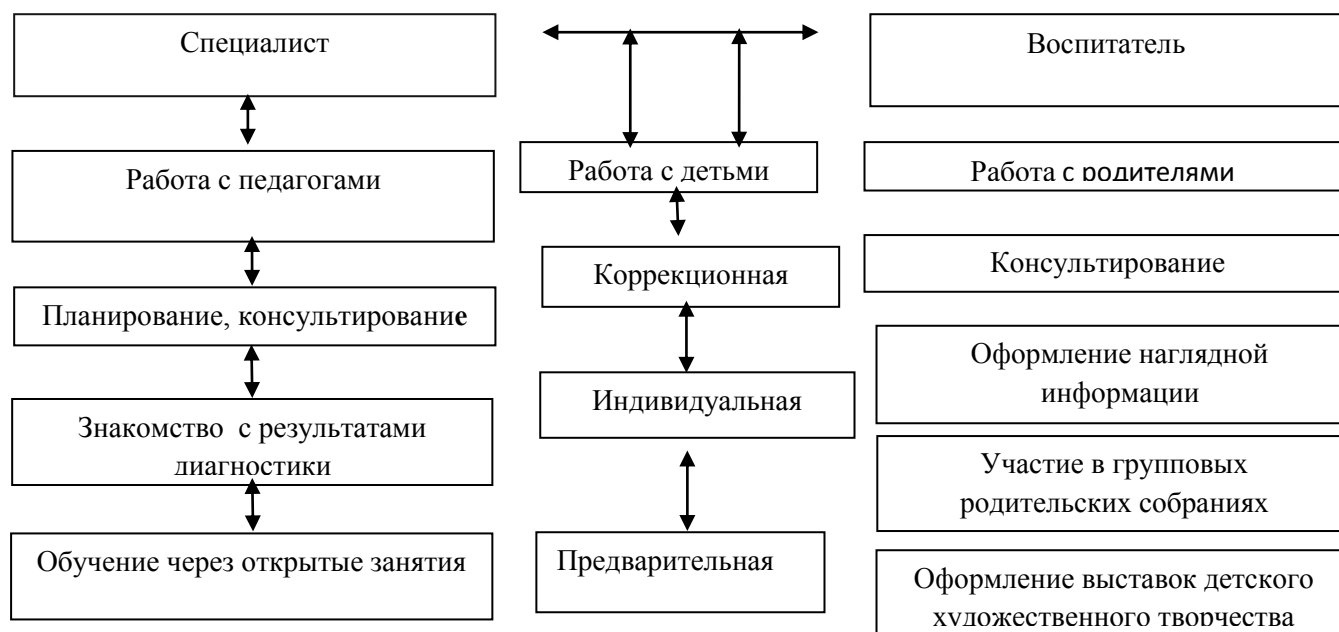 Специалист
Работа с педагогами
Планирование, консультирование
Знакомство с результатами
диагностики
Обучение через открытые занятия
Работа с детьми
Коррекционная
Индивидуальная
Предварительная
Воспитатель
Работа с родителями
Консультирование
Оформление наглядной
информации
Участие в групповых
родительских собраниях
Оформление выставок детского
художественного творчества